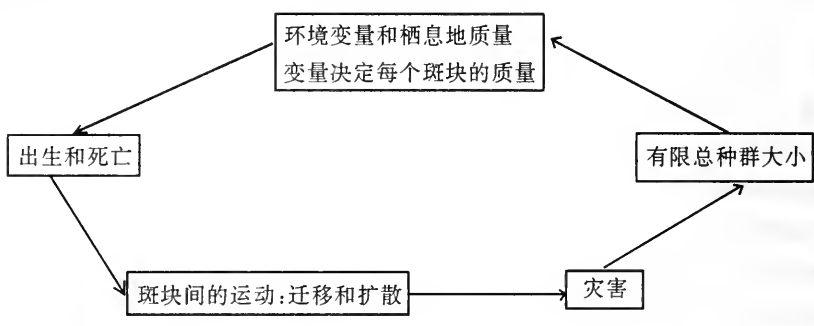 环境变量和栖息地质量
变量决定每个斑块的质量
出生和死亡
有限总种群大小
斑块间的运动:迁移和扩散
灾害